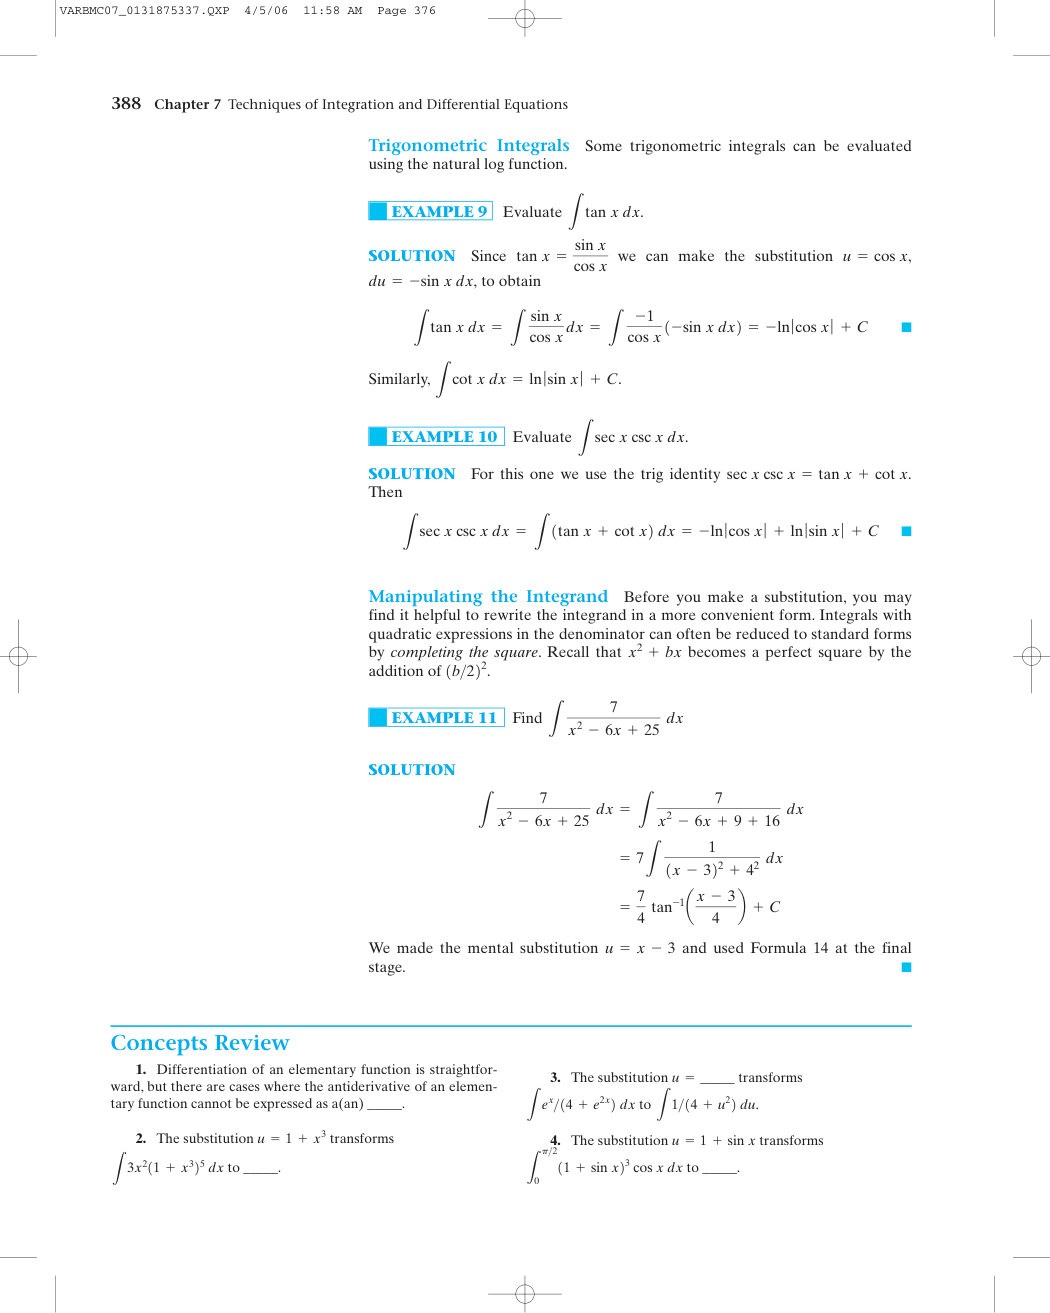 VARBMC07_0131875337.QXP 4/5/06 11:58 AM Page 376
388 Chapter 7 Techniques of Integration and Differential Equations
Trigonometric Integrals Some trigonometric integrals can be evaluated
using the natural log function.
EXAMPLE 9 Evaluate ∫ tan x dx.
SOLUTION Since tan x = sin x / cos x we can make the substitution u = cos x,
du = −sin x dx, to obtain
∫ tan x dx = ∫ sin x / cos x dx = ∫ −1 / cos x (−sin x dx) = −ln|cos x| + C
Similarly, ∫ cot x dx = ln|sin x| + C.
EXAMPLE 10 Evaluate ∫ sec x csc x dx.
SOLUTION For this one we use the trig identity sec x csc x = tan x + cot x.
Then
∫ sec x csc x dx = ∫ (tan x + cot x) dx = −ln|cos x| + ln|sin x| + C
Manipulating the Integrand Before you make a substitution, you may
find it helpful to rewrite the integrand in a more convenient form. Integrals with
quadratic expressions in the denominator can often be reduced to standard forms
by completing the square. Recall that x² + bx becomes a perfect square by the
addition of (b/2)².
EXAMPLE 11 Find ∫ 7 / (x² − 6x + 25) dx
SOLUTION
∫ 7 / (x² − 6x + 25) dx = ∫ 7 / (x² − 6x + 9 + 16) dx
= 7 ∫ 1 / ((x − 3)² + 4²) dx
= 7/4 tan⁻¹((x − 3) / 4) + C
We made the mental substitution u = x − 3 and used Formula 14 at the final
stage.
Concepts Review
1. Differentiation of an elementary function is straightfor-
ward, but there are cases where the antiderivative of an elemen-
tary function cannot be expressed as a(an) _____.
2. The substitution u = 1 + x³ transforms
∫ 3x²(1 + x³)⁵ dx to _____.
3. The substitution u = _____ transforms
∫ eˣ/(4 + e²ˣ) dx to ∫ 1/(4 + u²) du.
4. The substitution u = 1 + sin x transforms
∫₀^π/2 (1 + sin x)³ cos x dx to _____.